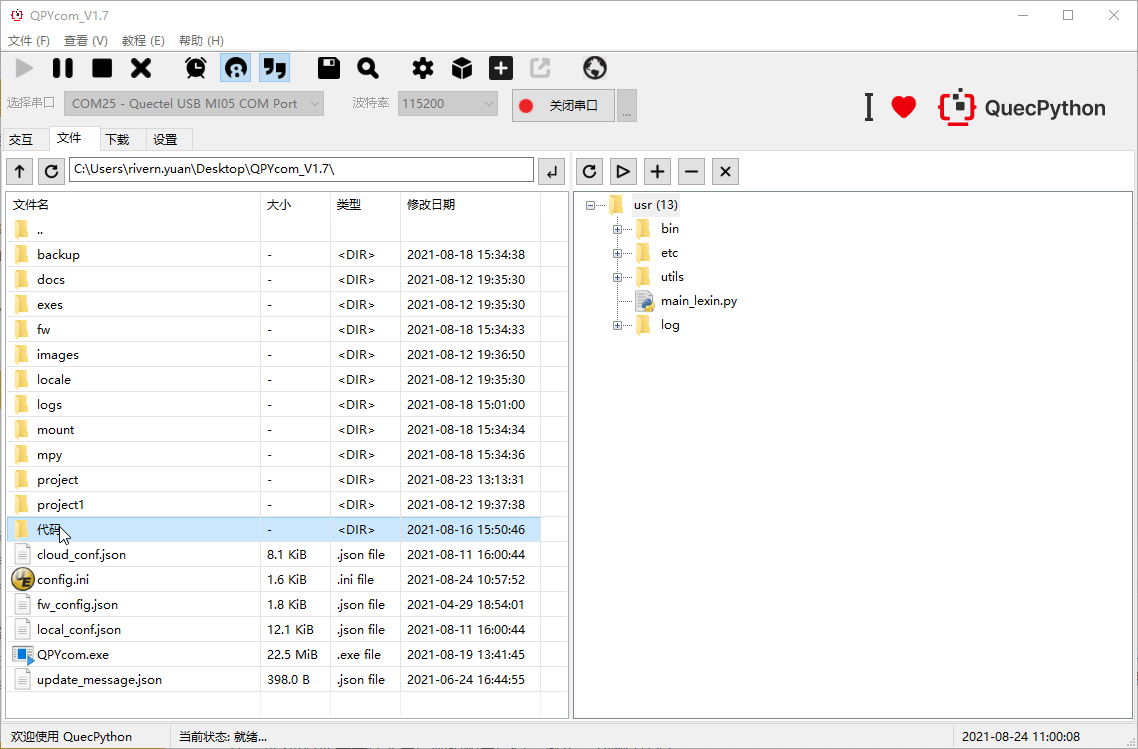 QPYcom_V1.7
文件 (F) 查看 (V) 教程 (E) 帮助 (H)
选择串口 COM25 - Quectel USB MI05 COM Port 波特率 115200 关闭串口 ... QuecPython
交互 文件 下载 设置
C:\Users\rivern.yuan\Desktop\QPYcom_V1.7\
文件名 大小 类型 修改日期
..
backup - <DIR> 2021-08-18 15:34:38
docs - <DIR> 2021-08-12 19:35:30
exes - <DIR> 2021-08-12 19:35:30
fw - <DIR> 2021-08-18 15:34:33
images - <DIR> 2021-08-12 19:36:50
locale - <DIR> 2021-08-12 19:35:30
logs - <DIR> 2021-08-18 15:01:00
mount - <DIR> 2021-08-18 15:34:34
mpy - <DIR> 2021-08-18 15:34:36
project - <DIR> 2021-08-23 13:13:31
project1 - <DIR> 2021-08-12 19:37:38
代码 - <DIR> 2021-08-16 15:50:46
cloud_conf.json 8.1 KiB .json file 2021-08-11 16:00:44
config.ini 1.6 KiB .ini file 2021-08-24 10:57:52
fw_config.json 1.8 KiB .json file 2021-04-29 18:54:01
local_conf.json 12.1 KiB .json file 2021-08-11 16:00:44
QPYcom.exe 22.5 MiB .exe file 2021-08-19 13:41:45
update_message.json 398.0 B .json file 2021-06-24 16:44:55
usr (13)
bin
etc
utils
main_lexin.py
log
欢迎使用 QuecPython 当前状态: 就绪... 2021-08-24 11:00:08